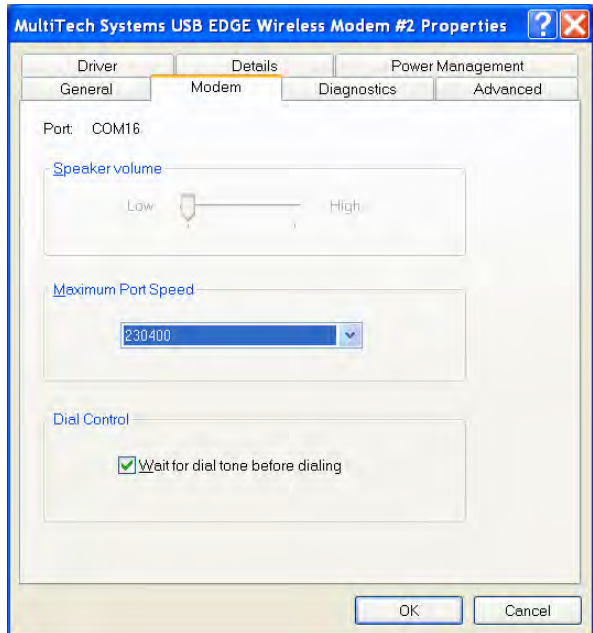 MultiTech Systems USB EDGE Wireless Modem #2 Properties
Driver Details Power Management
General Modem Diagnostics Advanced
Port: COM16
Speaker volume
Low High
Maximum Port Speed
230400
Dial Control
Wait for dial tone before dialing
OK Cancel